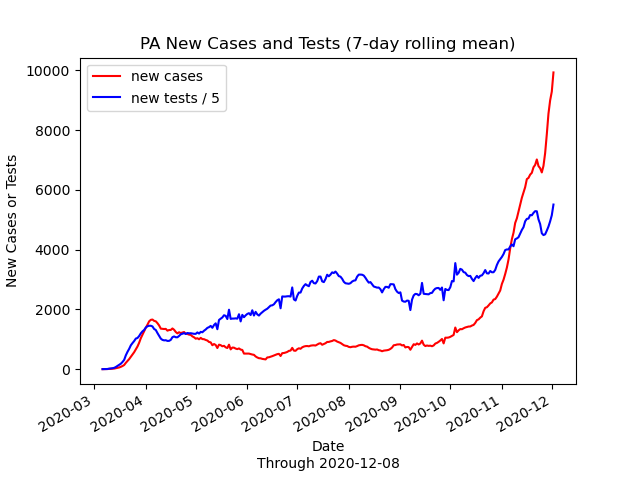 PA New Cases and Tests (7-day rolling mean)
new cases
new tests / 5
New Cases or Tests
10000
8000
6000
4000
2000
0
2020-03
2020-04
2020-05
2020-06
2020-07
2020-08
2020-09
2020-10
2020-11
2020-12
Date
Through 2020-12-08